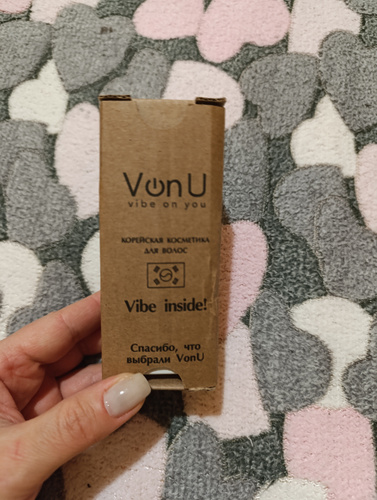 VonU
vibe on you
КОРЕЙСКАЯ КОСМЕТИКА
ДЛЯ ВОЛОС
Vibe inside!
Спасибо, что
выбрали VonU